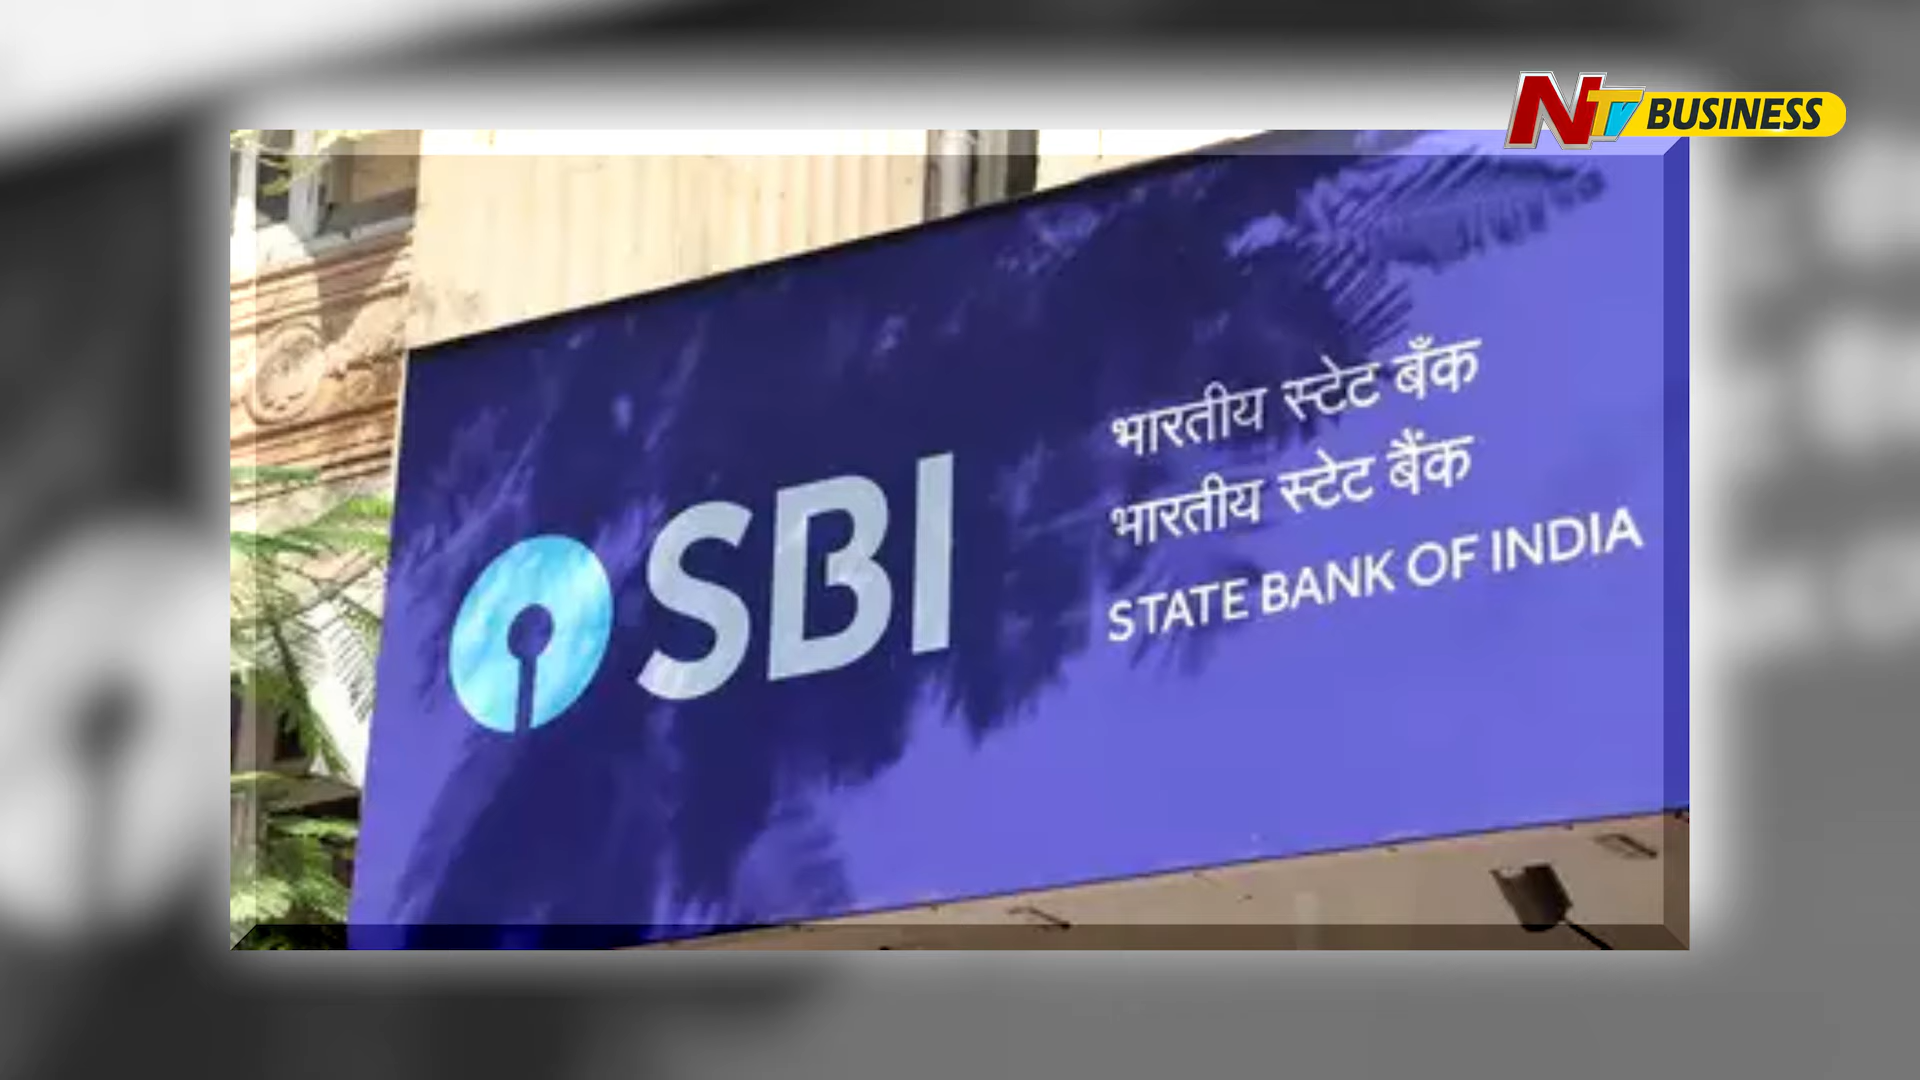 NTV BUSINESS
SBI
भारतीय स्टेट बँक
भारतीय स्टेट बैंक
STATE BANK OF INDIA